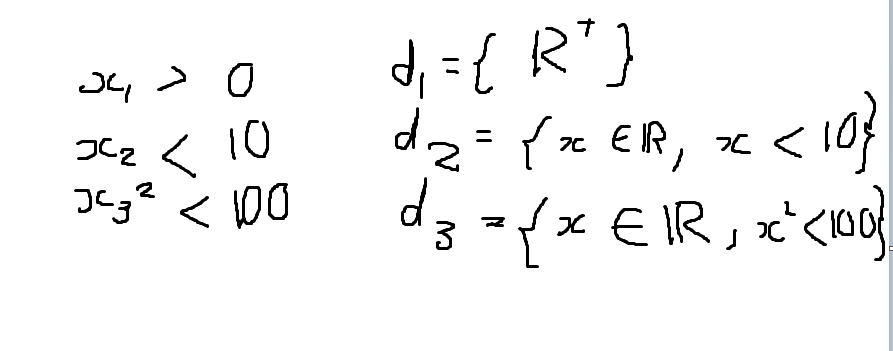 x₁ > 0 d₁ = { ℝ⁺ }
x₂ < 10 d₂ = { x ∈ ℝ, x < 10}
x₃² < 100 d₃ = { x ∈ ℝ, x² < 100}